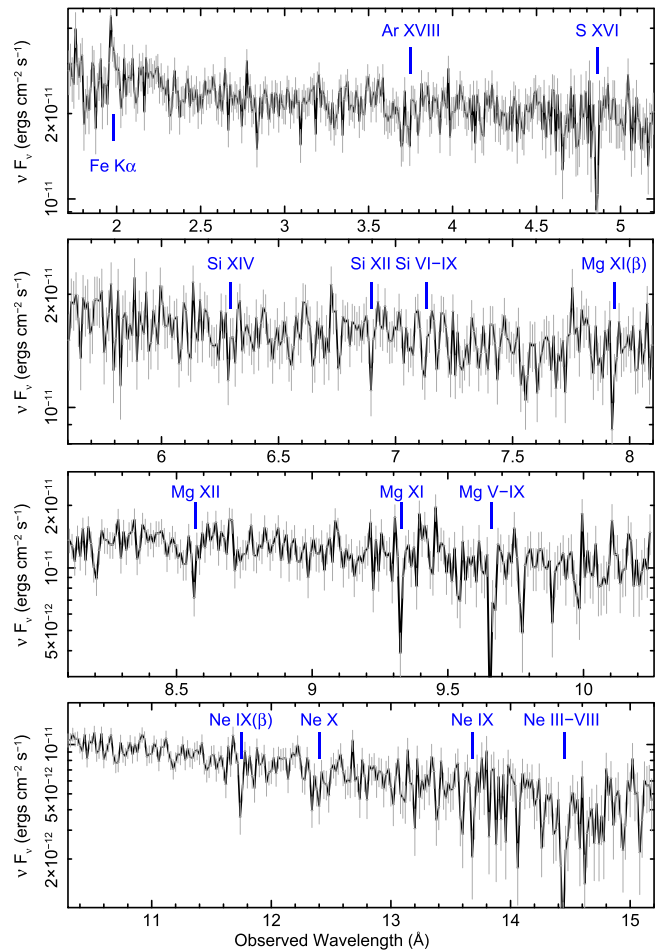 Ar XVIII
S XVI
Fe Kα
ν Fν (ergs cm⁻² s⁻¹)
2×10⁻¹¹
10⁻¹¹
2 2.5 3 3.5 4 4.5 5
Si XIV
Si XII
Si VI−IX
Mg XI(β)
ν Fν (ergs cm⁻² s⁻¹)
2×10⁻¹¹
10⁻¹¹
6 6.5 7 7.5 8
Mg XII
Mg XI
Mg V−IX
ν Fν (ergs cm⁻² s⁻¹)
2×10⁻¹¹
10⁻¹¹
5×10⁻¹²
8.5 9 9.5 10
Ne IX(β)
Ne X
Ne IX
Ne III−VIII
ν Fν (ergs cm⁻² s⁻¹)
10⁻¹¹
5×10⁻¹²
2×10⁻¹²
11 12 13 14 15
Observed Wavelength (Å)